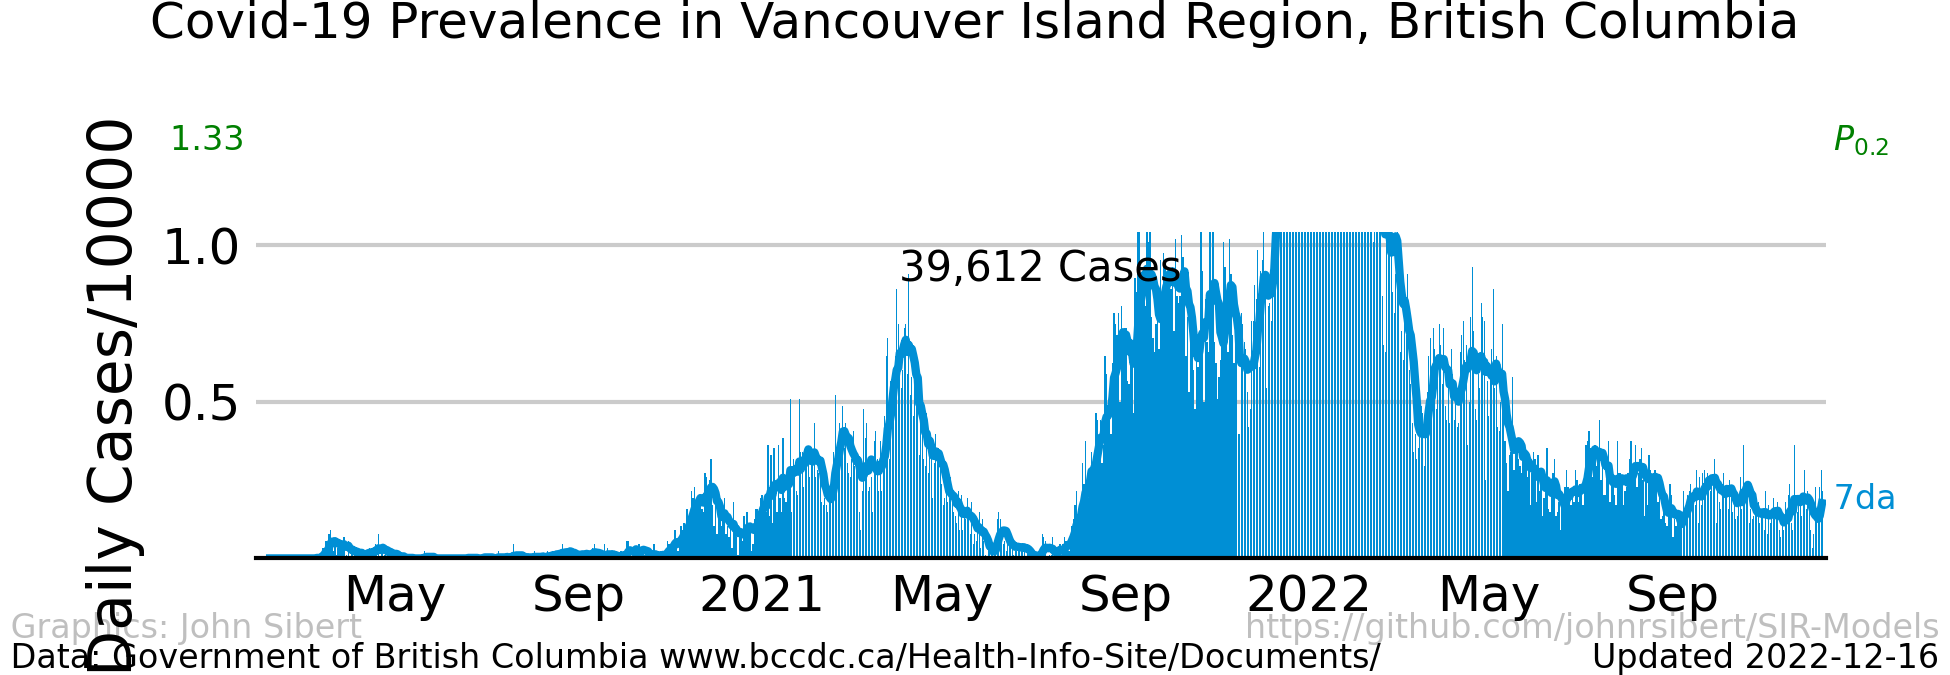 Covid-19 Prevalence in Vancouver Island Region, British Columbia
Daily Cases/10000
1.33
P0.2
1.0
39,612 Cases
0.5
7da
May Sep 2021 May Sep 2022 May Sep
Graphics: John Sibert https://github.com/johnrsibert/SIR-Models
Data: Government of British Columbia www.bccdc.ca/Health-Info-Site/Documents/ Updated 2022-12-16